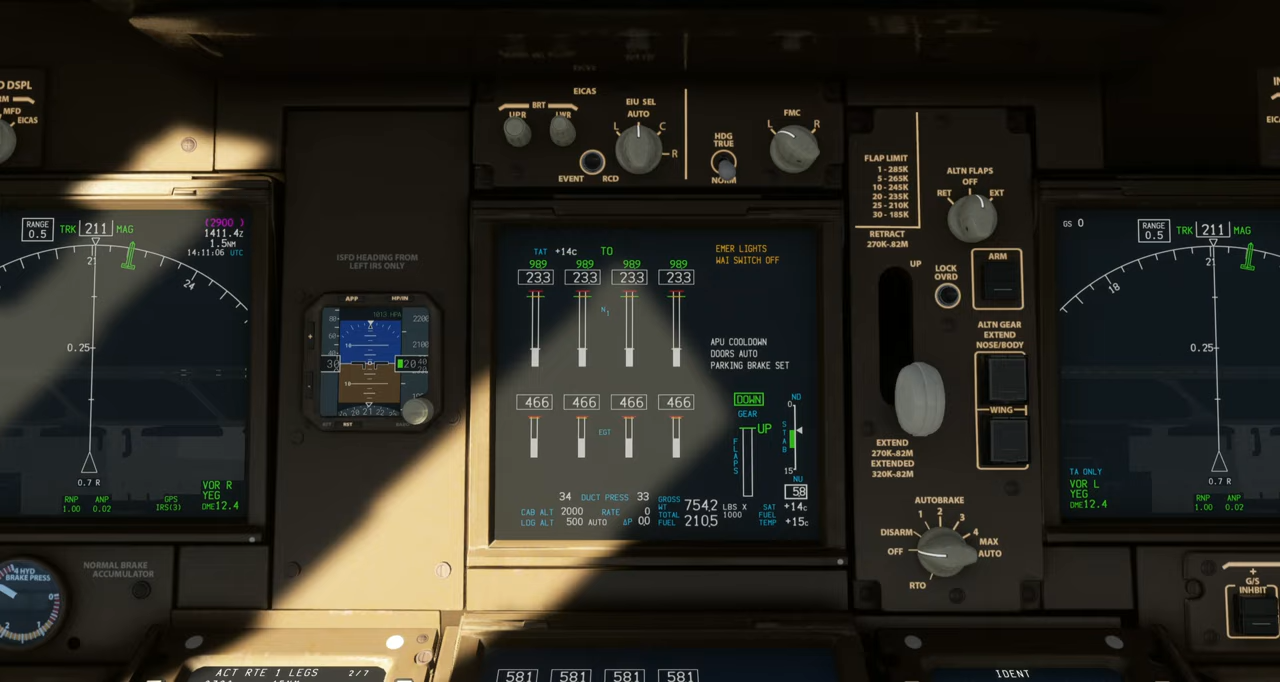 D DSPL
MFD
EICAS
RANGE
0.5
TRK 211 MAG
(2900 )
1411.4z
1.5NM
14:11:06 UTC
21
24
0.25
0.7 R
RNP ANP
1.00 0.02
GPS
IRS(3)
VOR R
YEG
DME12.4
HYD
BRAKE PRESS
NORMAL BRAKE
ACCUMULATOR
ISFD HEADING FROM
LEFT IRS ONLY
APP HP/IN
1013 HPA
2200
2100
30
20
RST
EICAS
BRT
UPR LWR
EIU SEL
AUTO
L C
R
EVENT RCD
HDG
TRUE
NORM
FMC
L R
TAT +14c TO
989 989 989 989
233 233 233 233
N1
466 466 466 466
EGT
EMER LIGHTS
WAI SWITCH OFF
APU COOLDOWN
DOORS AUTO
PARKING BRAKE SET
DOWN
GEAR
UP
FLAPS
ND
0
STAB
15
NU
58
34 DUCT PRESS 33
CAB ALT 2000 RATE 0
LDG ALT 500 AUTO ΔP 00
GROSS
WT 754.2 LBS X
1000
TOTAL
FUEL 210.5
SAT +14c
FUEL
TEMP +15c
FLAP LIMIT
1 - 285K
5 - 265K
10 - 245K
20 - 235K
25 - 210K
30 - 185K
RETRACT
270K-.82M
UP
ALTN FLAPS
OFF
RET EXT
LOCK
OVRD
ARM
ALTN GEAR
EXTEND
NOSE/BODY
WING
EXTEND
270K-.82M
EXTENDED
320K-.82M
AUTOBRAKE
1 2 3 4
DISARM MAX
OFF AUTO
RTO
GS 0
RANGE
0.5
TRK 211 MAG
18
21
0.25
0.7 R
TA ONLY
VOR L
YEG
DME12.4
RNP ANP
1.00 0.02
G/S
INHBIT
ACT RTE 1 LEGS 2/7
581 581 581 581
IDENT